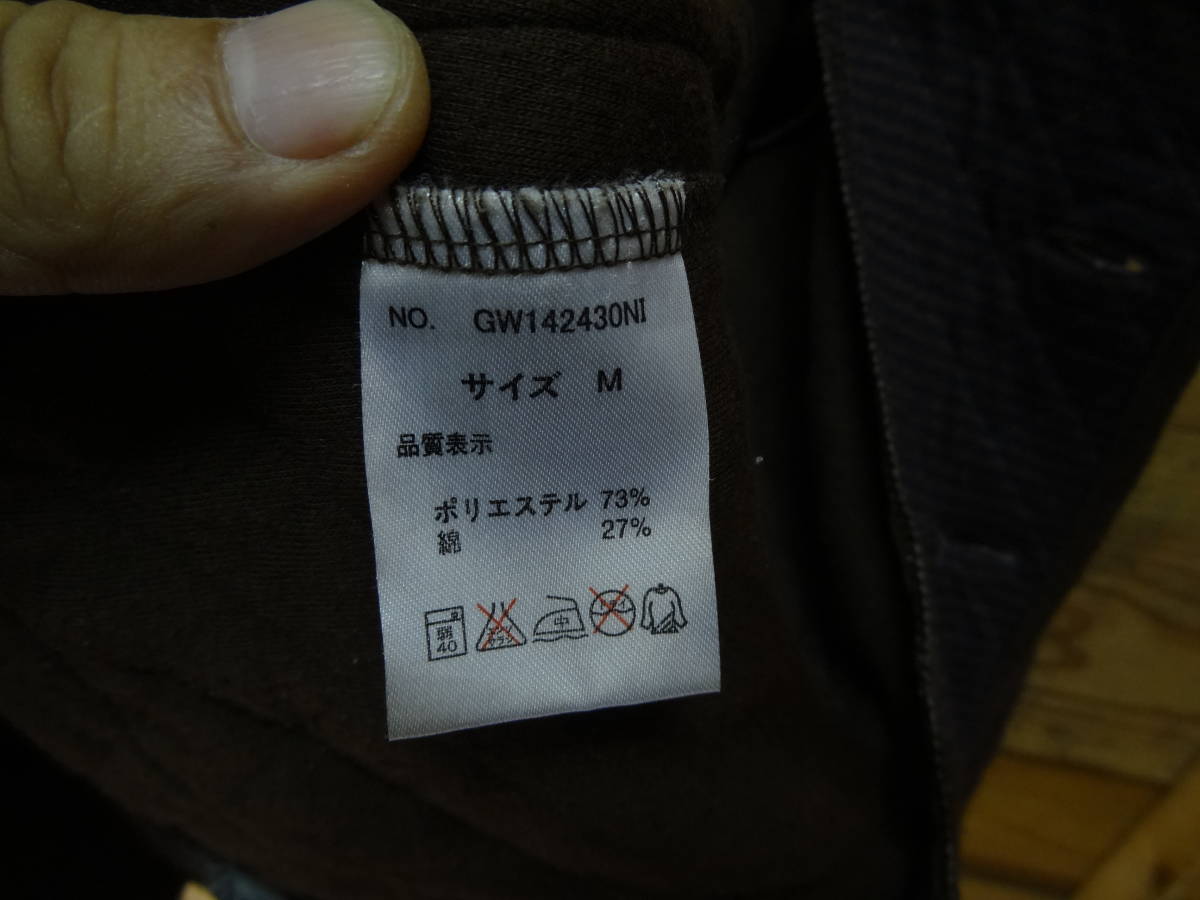 NO. GW142430NI
サイズ M
品質表示
ポリエステル 73%
綿 27%
弱 40 中